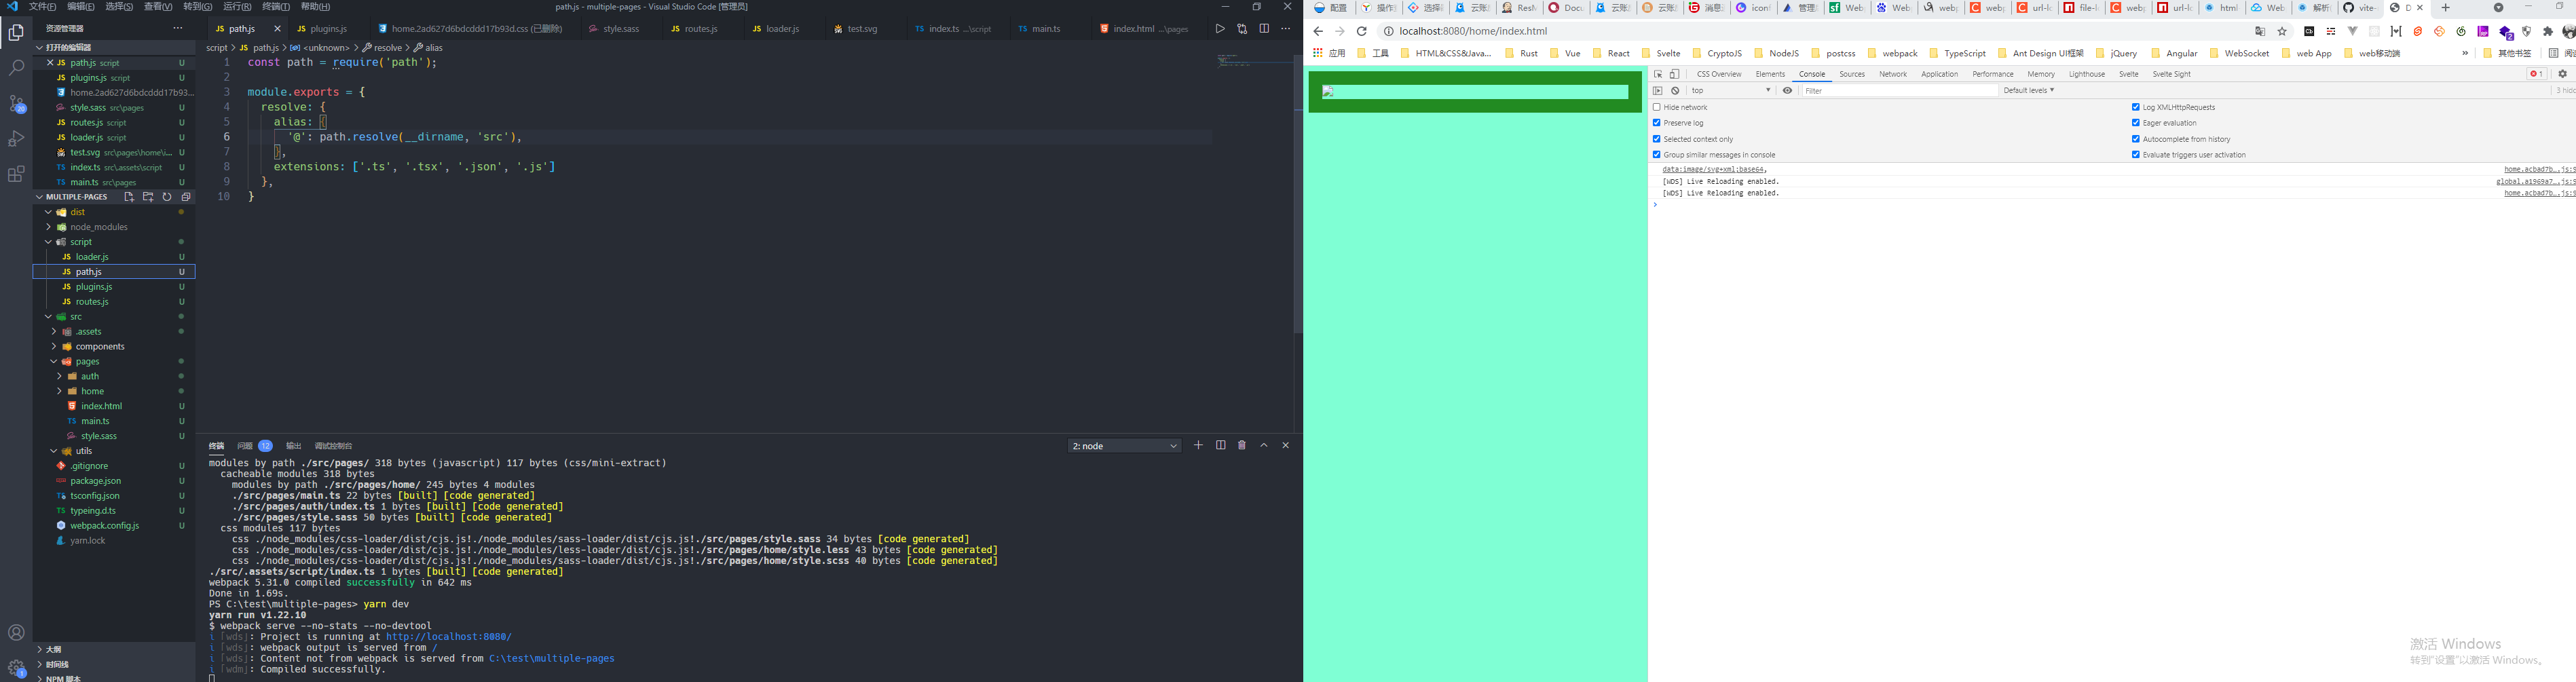 文件(F) 编辑(E) 选择(S) 查看(V) 转到(G) 运行(R) 终端(T) 帮助(H)
path.js - multiple-pages - Visual Studio Code [管理员]
资源管理器
打开的编辑器
path.js script U
plugins.js script U
home.2ad627d6bdcddd17b93...
style.sass src\pages U
routes.js script U
loader.js script U
test.svg src\pages\home\i... U
index.ts src\.assets\script U
main.ts src\pages U
MULTIPLE-PAGES
dist
node_modules
script
loader.js U
path.js U
plugins.js U
routes.js U
src
.assets
components
pages
auth
home
index.html U
main.ts U
style.sass U
utils
.gitignore U
package.json U
tsconfig.json U
typeing.d.ts U
webpack.config.js U
yarn.lock
大纲
时间线
NPM 脚本
path.js plugins.js home.2ad627d6bdcddd17b93d.css (已删除) style.sass routes.js loader.js test.svg index.ts ...\script main.ts index.html ...\pages
script > path.js > <unknown> > resolve > alias
1 const path = require('path');
2
3 module.exports = {
4 resolve: {
5 alias: {
6 '@': path.resolve(__dirname, 'src'),
7 },
8 extensions: ['.ts', '.tsx', '.json', '.js']
9 },
10 }
终端 问题 12 输出 调试控制台
2: node
modules by path ./src/pages/ 318 bytes (javascript) 117 bytes (css/mini-extract)
cacheable modules 318 bytes
modules by path ./src/pages/home/ 245 bytes 4 modules
./src/pages/main.ts 22 bytes [built] [code generated]
./src/pages/auth/index.ts 1 bytes [built] [code generated]
./src/pages/style.sass 50 bytes [built] [code generated]
css modules 117 bytes
css ./node_modules/css-loader/dist/cjs.js!./node_modules/sass-loader/dist/cjs.js!./src/pages/style.sass 34 bytes [code generated]
css ./node_modules/css-loader/dist/cjs.js!./node_modules/less-loader/dist/cjs.js!./src/pages/home/style.less 43 bytes [code generated]
css ./node_modules/css-loader/dist/cjs.js!./node_modules/sass-loader/dist/cjs.js!./src/pages/home/style.scss 40 bytes [code generated]
./src/.assets/script/index.ts 1 bytes [built] [code generated]
webpack 5.31.0 compiled successfully in 642 ms
Done in 1.69s.
PS C:\test\multiple-pages> yarn dev
yarn run v1.22.10
$ webpack serve --no-stats --no-devtool
i ｢wds｣: Project is running at http://localhost:8080/
i ｢wds｣: webpack output is served from /
i ｢wds｣: Content not from webpack is served from C:\test\multiple-pages
i ｢wdm｣: Compiled successfully.
localhost:8080/home/index.html
应用 工具 HTML&CSS&Java... Rust Vue React Svelte CryptoJS NodeJS postcss webpack TypeScript Ant Design UI框架 jQuery Angular WebSocket web App web移动端 » 其他书签
CSS Overview Elements Console Sources Network Application Performance Memory Lighthouse Svelte Svelte Sight 1
top Filter Default levels
Hide network
Log XMLHttpRequests
Preserve log
Eager evaluation
Selected context only
Autocomplete from history
Group similar messages in console
Evaluate triggers user activation
data:image/svg+xml;base64, home.acbad7b…js:
[WDS] Live Reloading enabled. global.a1969a7…js:
[WDS] Live Reloading enabled. home.acbad7b…js:
激活 Windows
转到"设置"以激活 Windows。